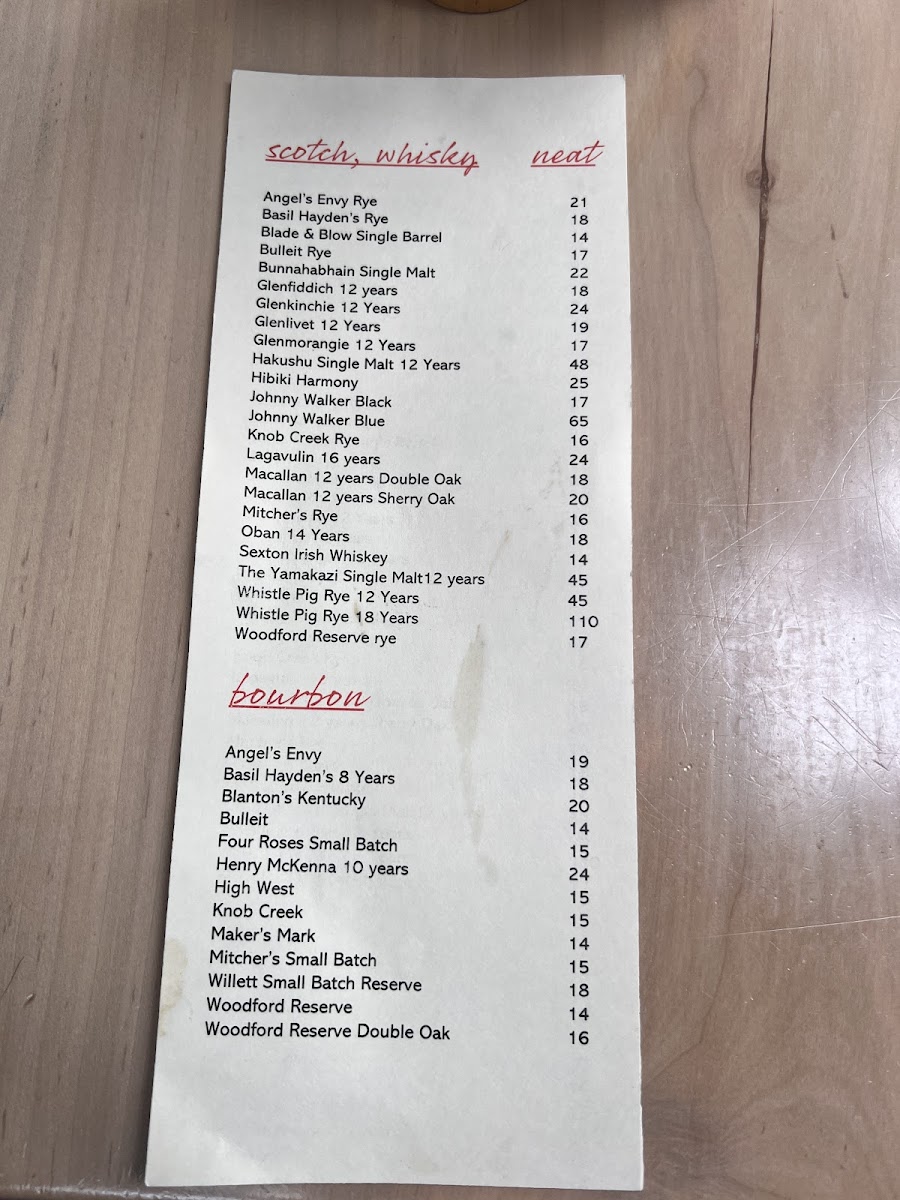 scotch, whisky neat
Angel's Envy Rye 21
Basil Hayden's Rye 18
Blade & Blow Single Barrel 14
Bulleit Rye 17
Bunnahabhain Single Malt 22
Glenfiddich 12 years 18
Glenkinchie 12 Years 24
Glenlivet 12 Years 19
Glenmorangie 12 Years 17
Hakushu Single Malt 12 Years 48
Hibiki Harmony 25
Johnny Walker Black 17
Johnny Walker Blue 65
Knob Creek Rye 16
Lagavulin 16 years 24
Macallan 12 years Double Oak 18
Macallan 12 years Sherry Oak 20
Mitcher's Rye 16
Oban 14 Years 18
Sexton Irish Whiskey 14
The Yamakazi Single Malt12 years 45
Whistle Pig Rye 12 Years 45
Whistle Pig Rye 18 Years 110
Woodford Reserve rye 17
bourbon
Angel's Envy 19
Basil Hayden's 8 Years 18
Blanton's Kentucky 20
Bulleit 14
Four Roses Small Batch 15
Henry McKenna 10 years 24
High West 15
Knob Creek 15
Maker's Mark 14
Mitcher's Small Batch 15
Willett Small Batch Reserve 18
Woodford Reserve 14
Woodford Reserve Double Oak 16